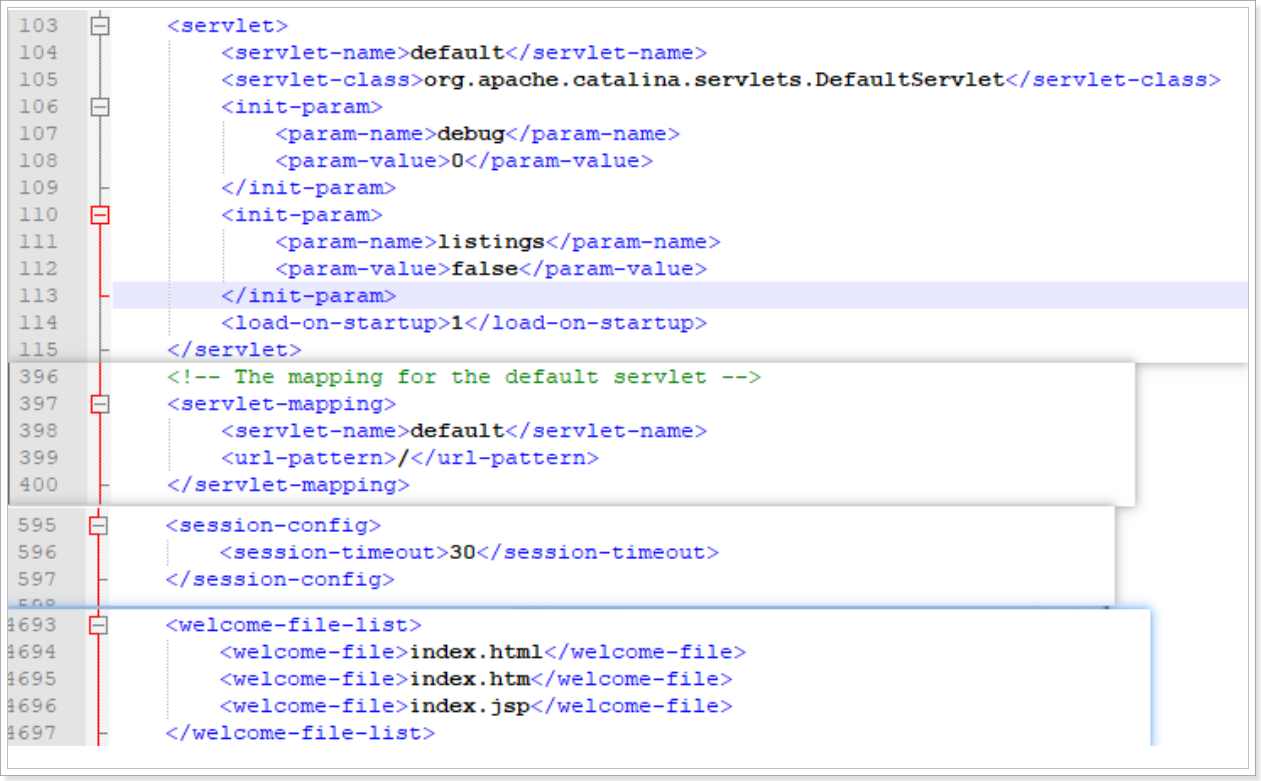 103 <servlet>
104 <servlet-name>default</servlet-name>
105 <servlet-class>org.apache.catalina.servlets.DefaultServlet</servlet-class>
106 <init-param>
107 <param-name>debug</param-name>
108 <param-value>0</param-value>
109 </init-param>
110 <init-param>
111 <param-name>listings</param-name>
112 <param-value>false</param-value>
113 </init-param>
114 <load-on-startup>1</load-on-startup>
115 </servlet>
396 <!-- The mapping for the default servlet -->
397 <servlet-mapping>
398 <servlet-name>default</servlet-name>
399 <url-pattern>/</url-pattern>
400 </servlet-mapping>
595 <session-config>
596 <session-timeout>30</session-timeout>
597 </session-config>
598
4693 <welcome-file-list>
4694 <welcome-file>index.html</welcome-file>
4695 <welcome-file>index.htm</welcome-file>
4696 <welcome-file>index.jsp</welcome-file>
4697 </welcome-file-list>